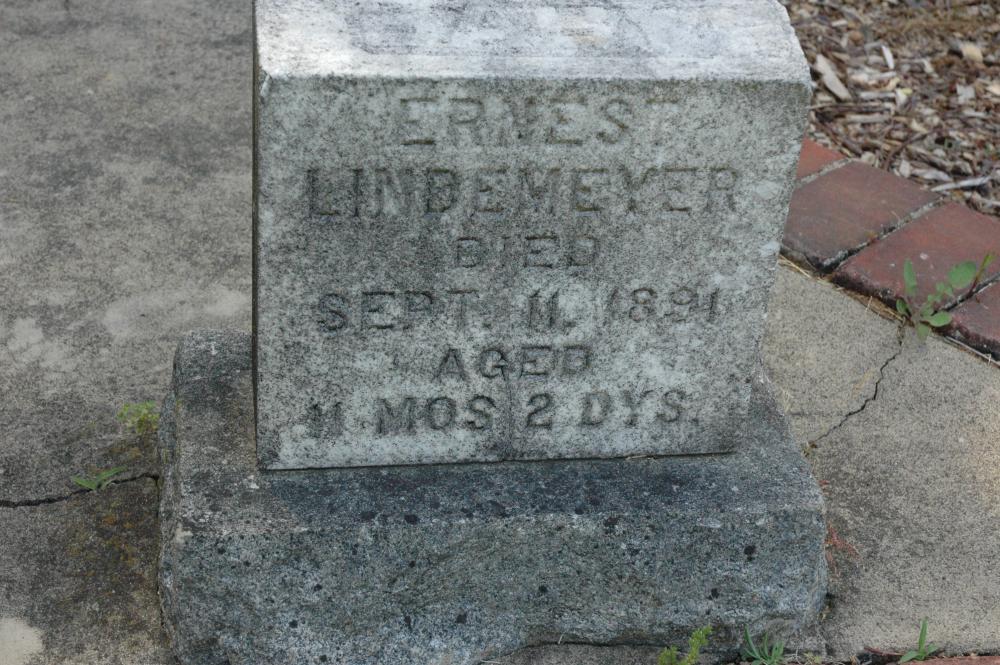 ERNEST
LINDEMEYER
DIED
SEPT. 11, 1891
AGED
11 MOS 2 DYS.